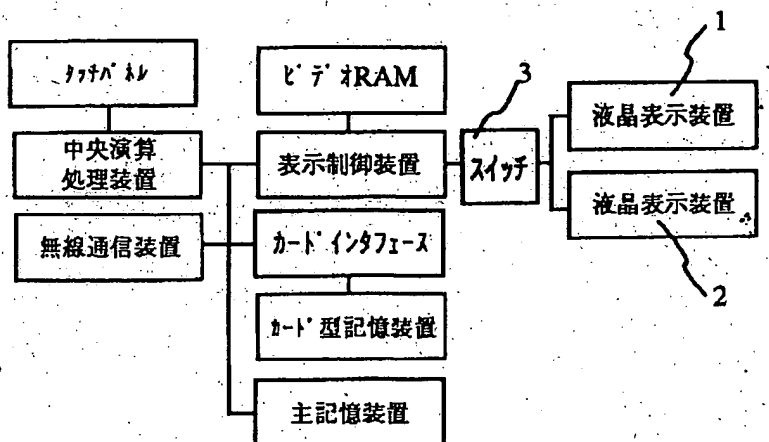 1
タッチパネル
ビデオRAM
3
液晶表示装置
中央演算
処理装置
表示制御装置
スイッチ
液晶表示装置
無線通信装置
カードインタフェース
2
カード型記憶装置
主記憶装置